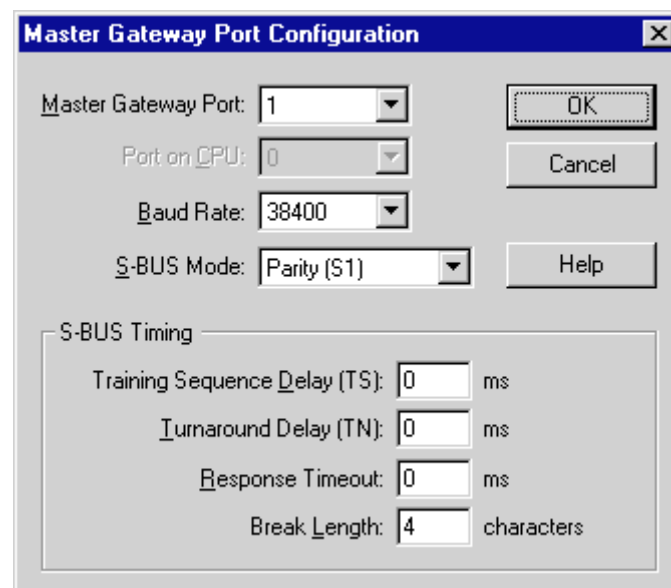 Master Gateway Port Configuration
Master Gateway Port: 1
OK
Port on CPU: 0
Cancel
Baud Rate: 38400
S-BUS Mode: Parity (S1)
Help
S-BUS Timing
Training Sequence Delay (TS): 0 ms
Turnaround Delay (TN): 0 ms
Response Timeout: 0 ms
Break Length: 4 characters